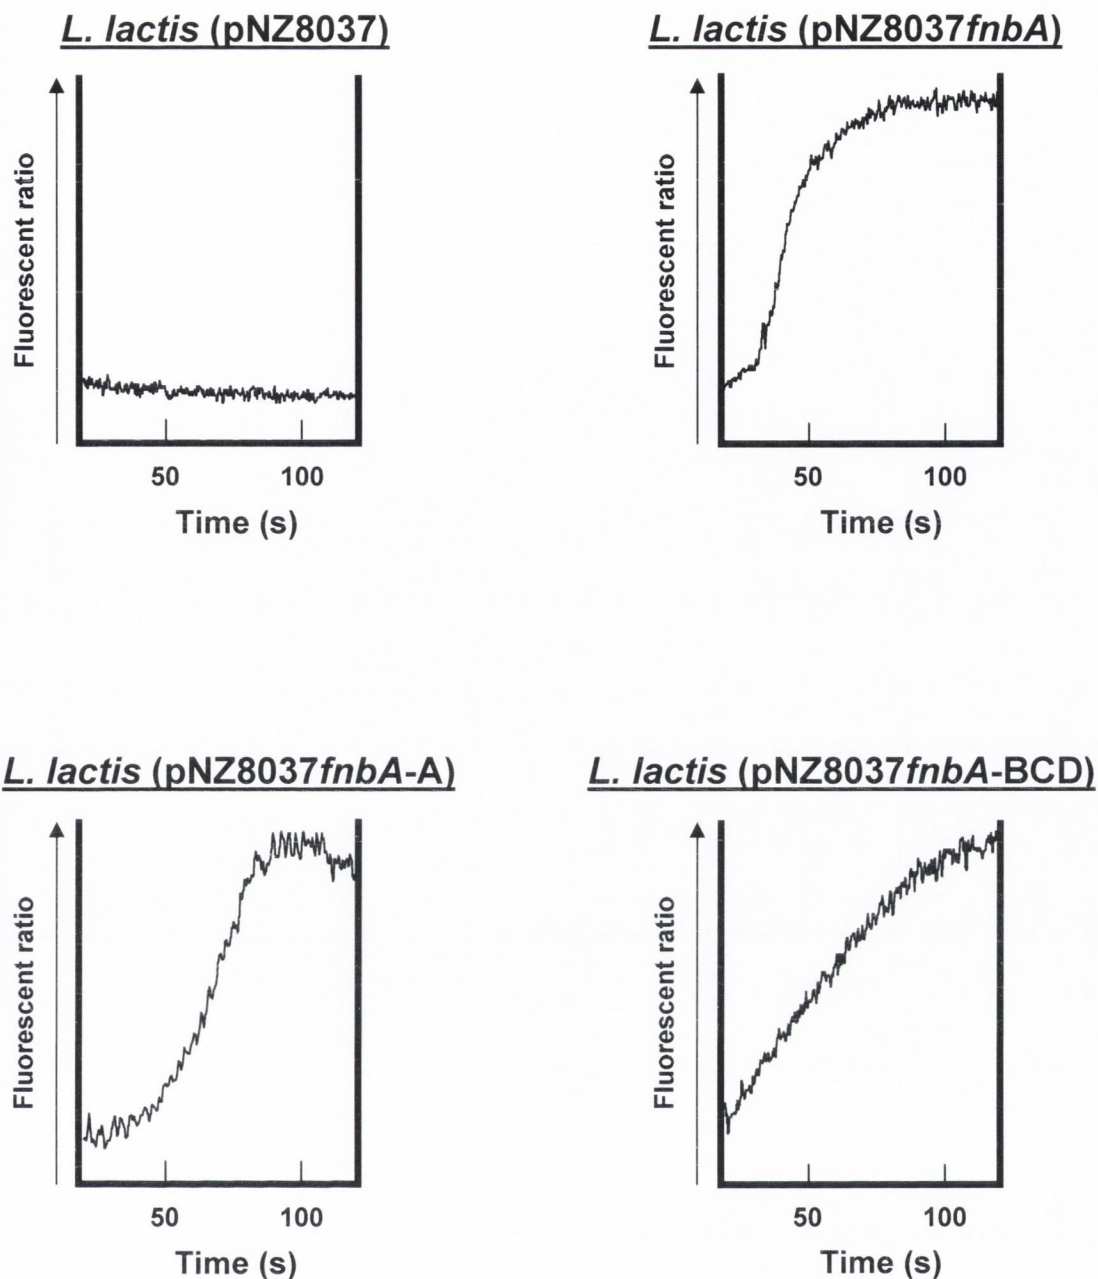 L. lactis (pNZ8037)
Fluorescent ratio
50 100
Time (s)
L. lactis (pNZ8037fnbA)
Fluorescent ratio
50 100
Time (s)
L. lactis (pNZ8037fnbA-A)
Fluorescent ratio
50 100
Time (s)
L. lactis (pNZ8037fnbA-BCD)
Fluorescent ratio
50 100
Time (s)